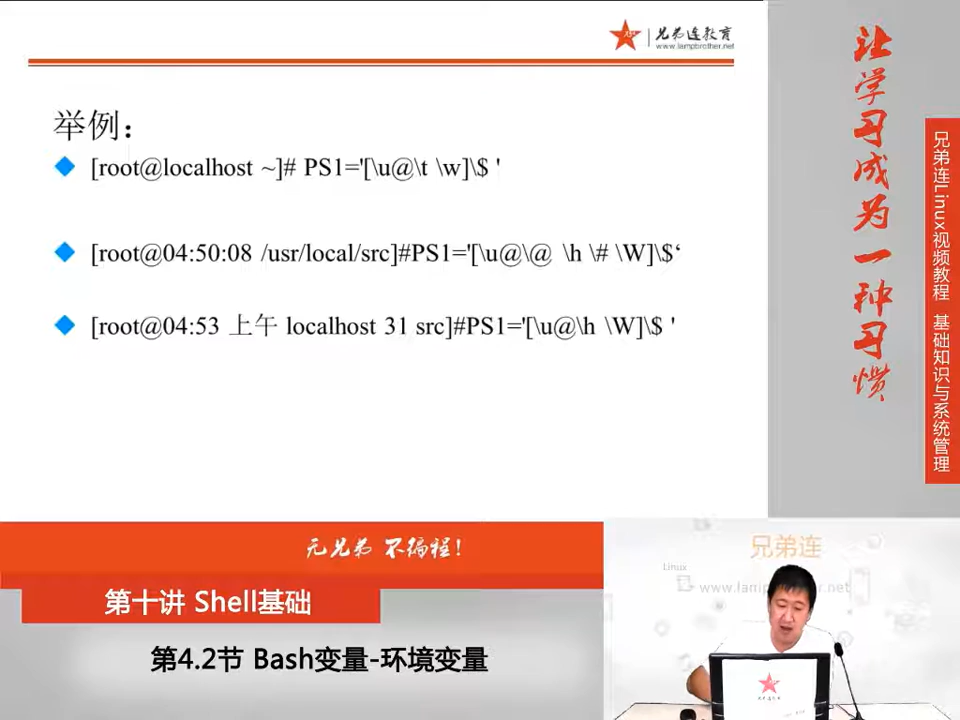 兄弟连教育
www.lampbrother.net
举例：
[root@localhost ~]# PS1='[\u@\t \w]\$ '
[root@04:50:08 /usr/local/src]#PS1='[\u@\@ \h \# \W]\$‘
[root@04:53 上午 localhost 31 src]#PS1='[\u@\h \W]\$ '
让学习成为一种习惯
兄弟连Linux视频教程 基础知识与系统管理
无兄弟 不编程!
第十讲 Shell基础
第4.2节 Bash变量-环境变量
兄弟连
Linux